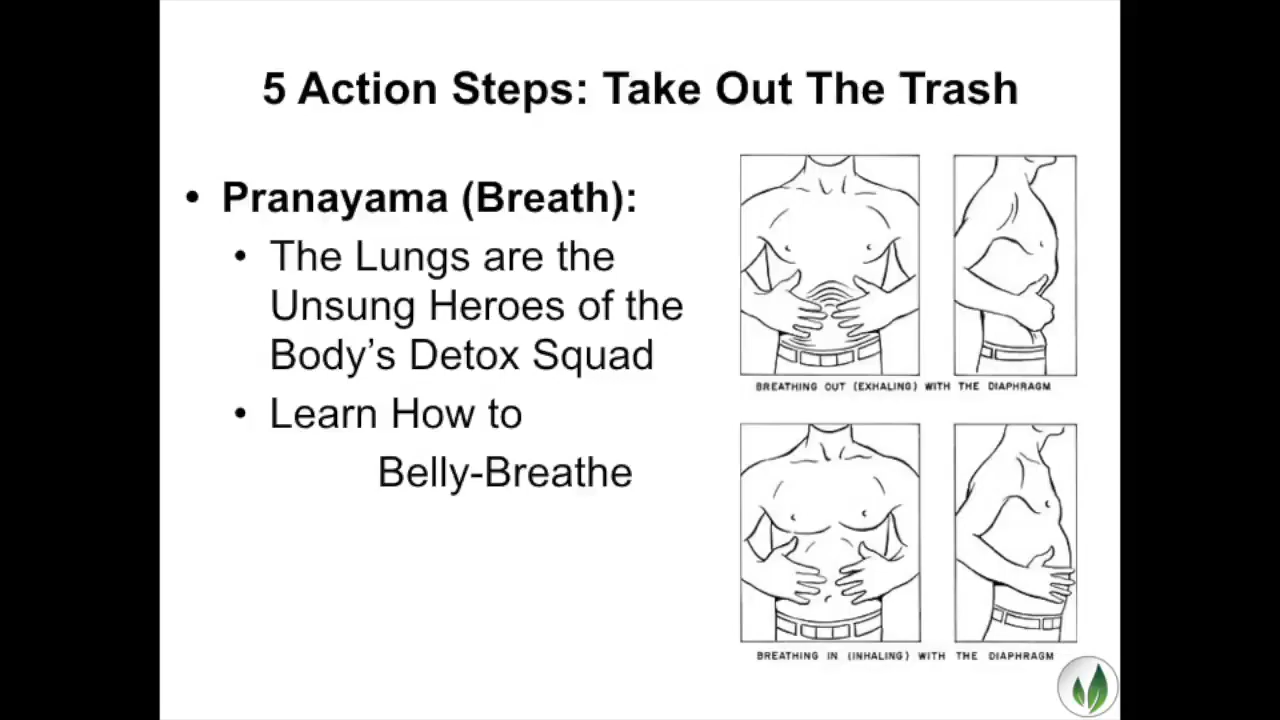 5 Action Steps: Take Out The Trash
• Pranayama (Breath):
• The Lungs are the
Unsung Heroes of the
Body’s Detox Squad
• Learn How to
Belly-Breathe
BREATHING OUT (EXHALING) WITH THE DIAPHRAGM
BREATHING IN (INHALING) WITH THE DIAPHRAGM